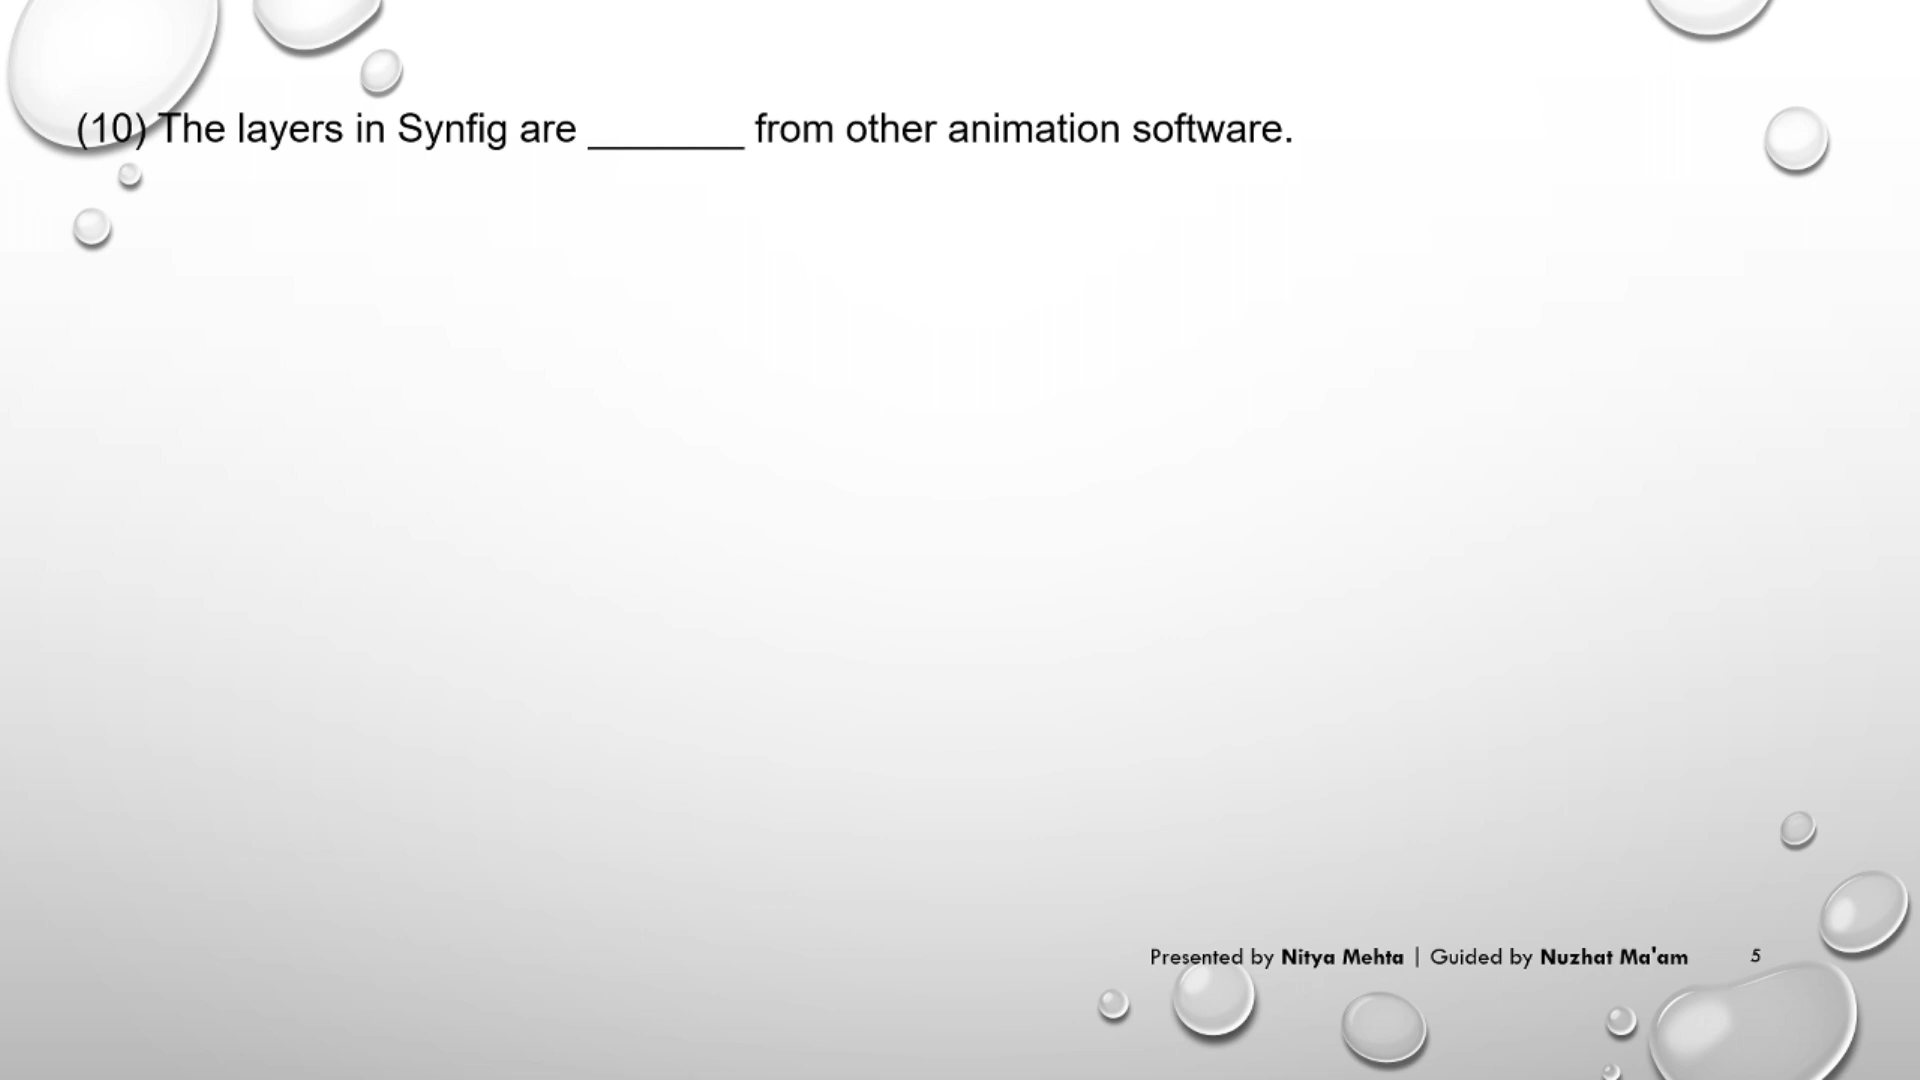 (10) The layers in Synfig are _______ from other animation software.
Presented by Nitya Mehta | Guided by Nuzhat Ma'am 5